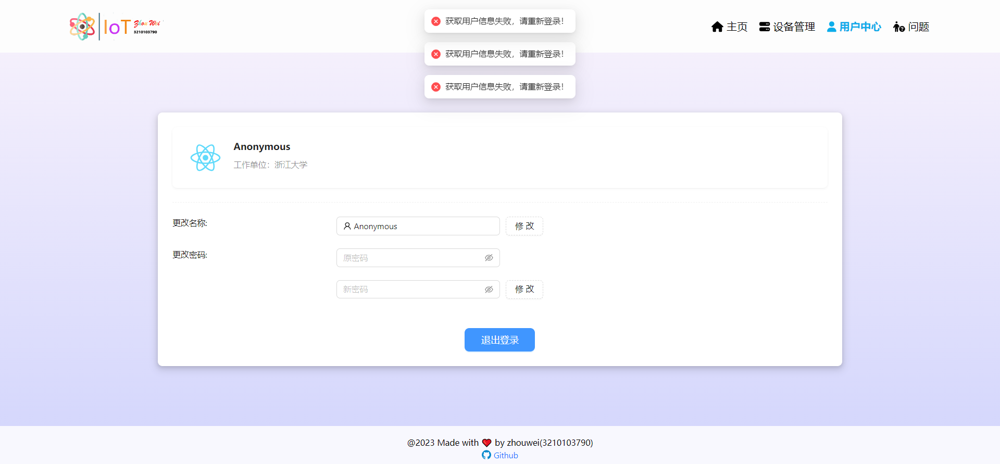 IoT Zhou Wei
3210103790
主页 设备管理 用户中心 问题
获取用户信息失败，请重新登录！
获取用户信息失败，请重新登录！
获取用户信息失败，请重新登录！
Anonymous
工作单位：浙江大学
更改名称:
Anonymous
修 改
更改密码:
原密码
新密码
修 改
退出登录
@2023 Made with ❤️ by zhouwei(3210103790)
Github